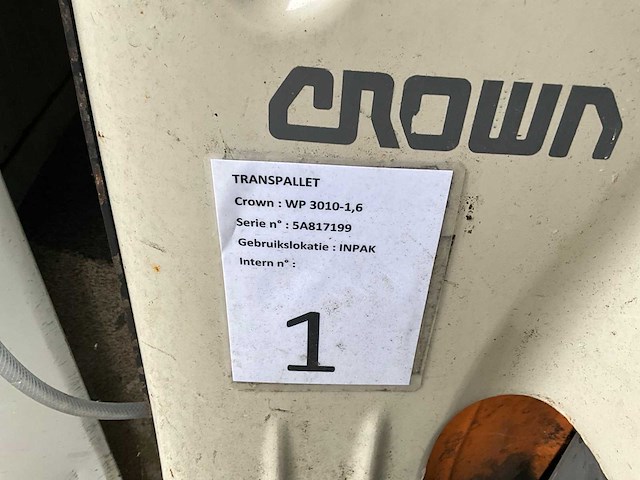 CROWN
TRANSPALLET
Crown : WP 3010-1,6
Serie n° : 5A817199
Gebruikslokatie : INPAK
Intern n° :
1